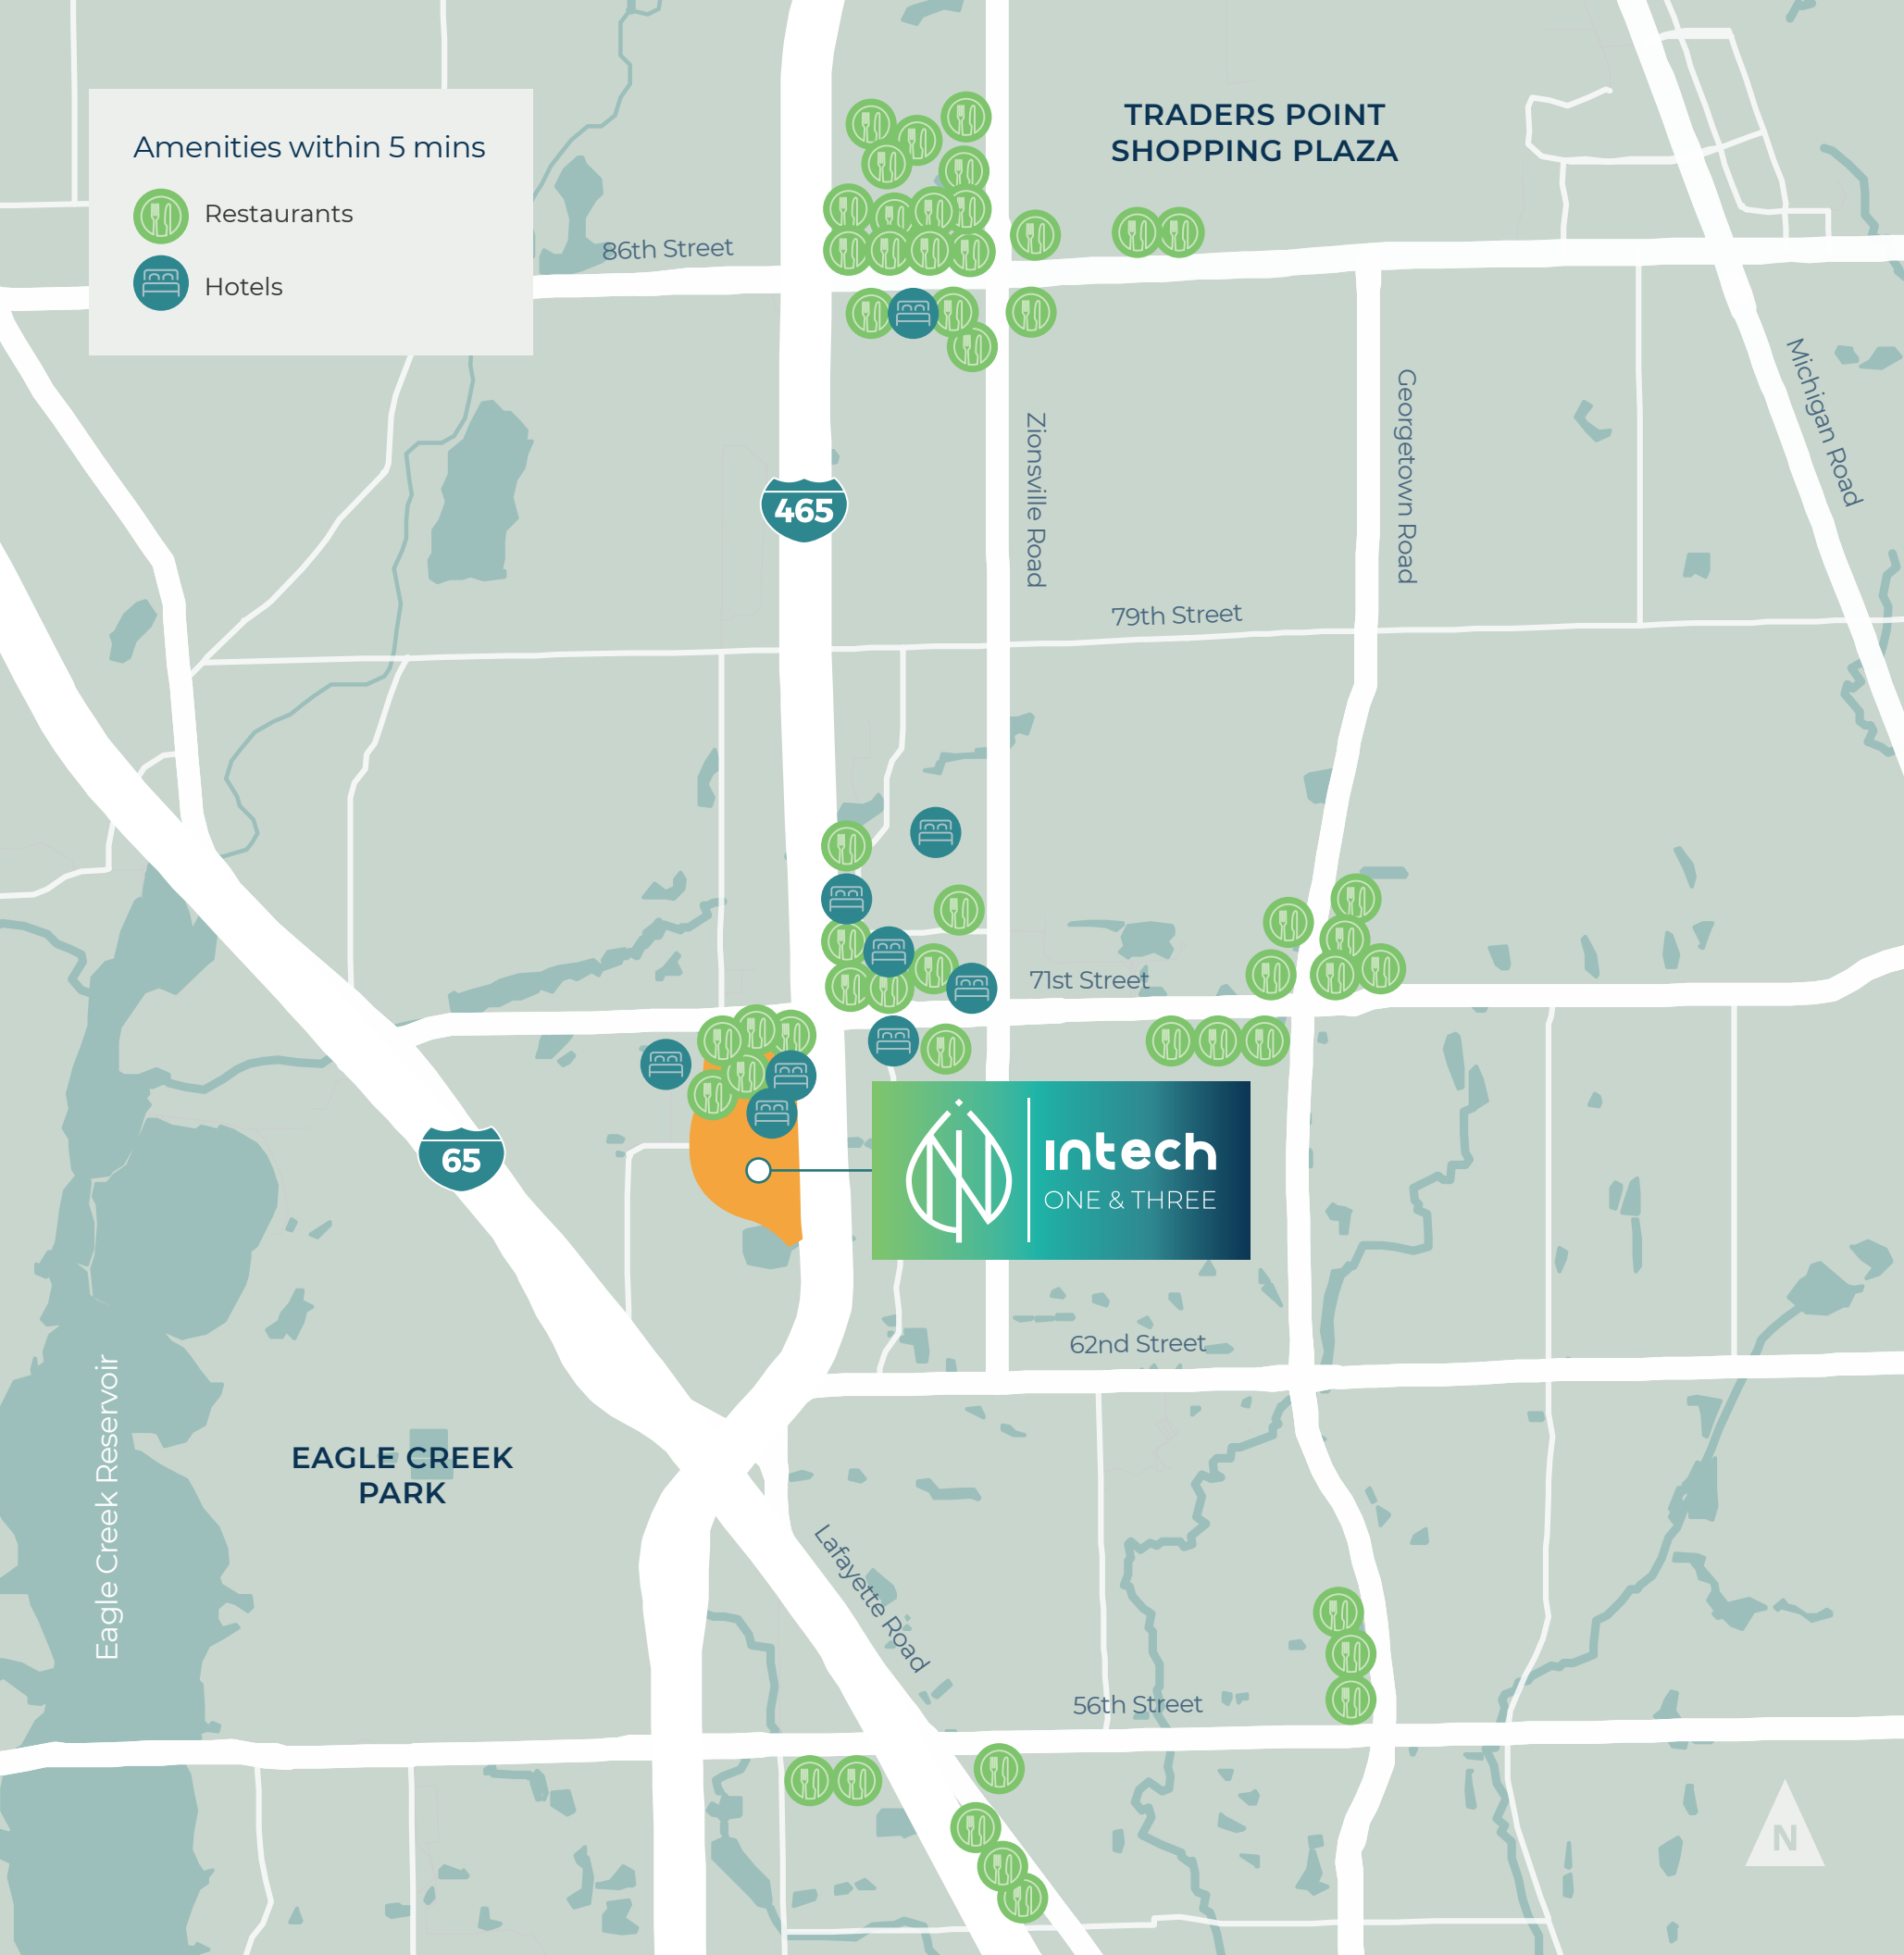 TRADERS POINT
SHOPPING PLAZA
Amenities within 5 mins
Restaurants
Hotels
86th Street
Michigan Road
Georgetown Road
Zionsville Road
465
79th Street
71st Street
65
intech
ONE & THREE
62nd Street
Eagle Creek Reservoir
EAGLE CREEK
PARK
Lafayette Road
56th Street
N